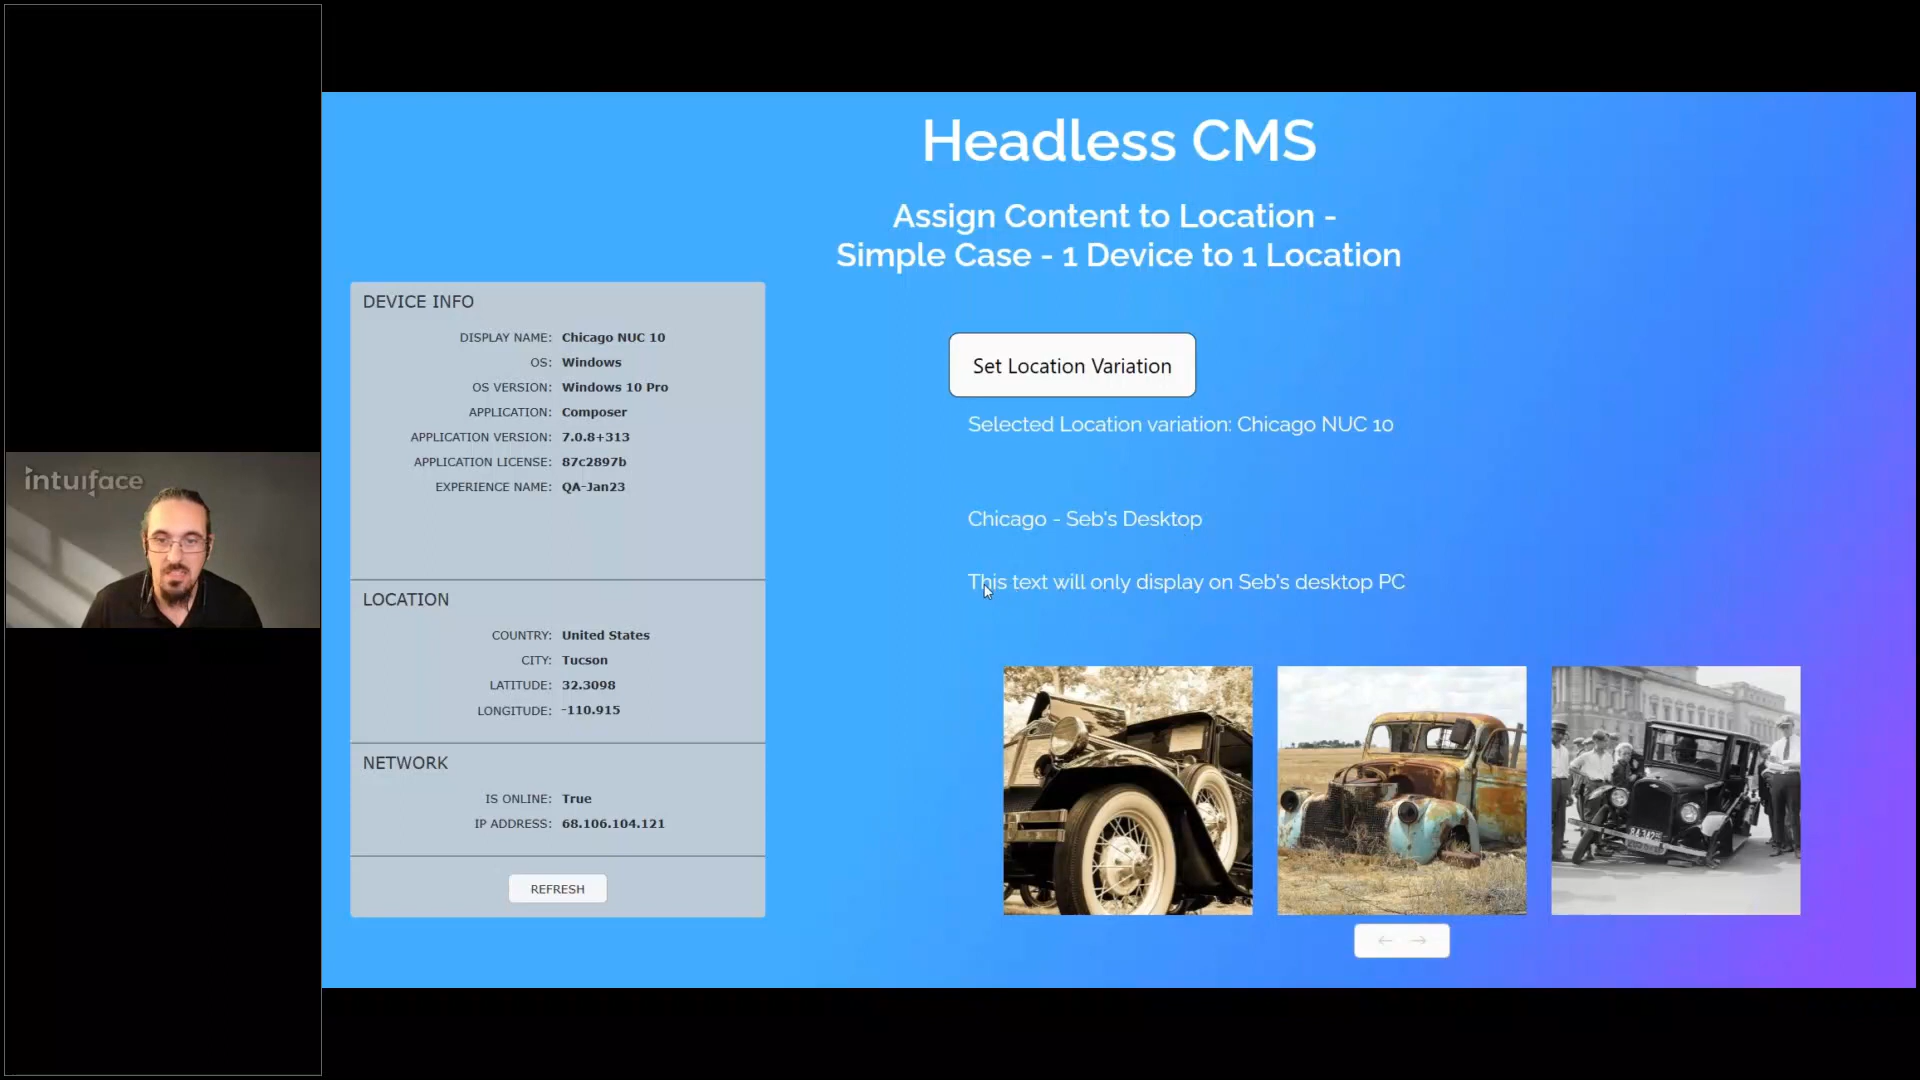 intuiface
Headless CMS
Assign Content to Location -
Simple Case - 1 Device to 1 Location
DEVICE INFO
DISPLAY NAME: Chicago NUC 10
OS: Windows
OS VERSION: Windows 10 Pro
APPLICATION: Composer
APPLICATION VERSION: 7.0.8+313
APPLICATION LICENSE: 87c2897b
EXPERIENCE NAME: QA-Jan23
LOCATION
COUNTRY: United States
CITY: Tucson
LATITUDE: 32.3098
LONGITUDE: -110.915
NETWORK
IS ONLINE: True
IP ADDRESS: 68.106.104.121
REFRESH
Set Location Variation
Selected Location variation: Chicago NUC 10
Chicago - Seb's Desktop
This text will only display on Seb's desktop PC